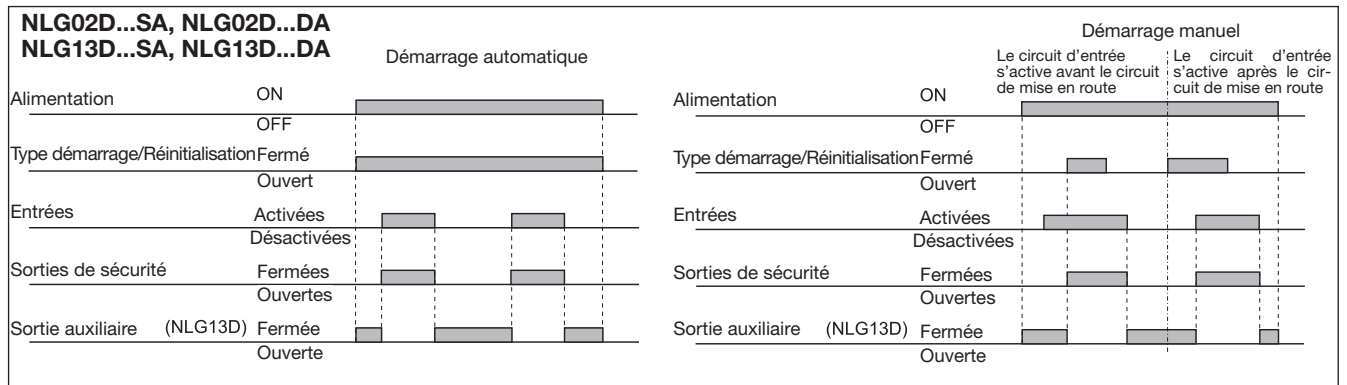 NLG02D...SA, NLG02D...DA
NLG13D...SA, NLG13D...DA
Démarrage automatique
Alimentation
ON
OFF
Type démarrage/Réinitialisation
Fermé
Ouvert
Entrées
Activées
Désactivées
Sorties de sécurité
Fermées
Ouvertes
Sortie auxiliaire (NLG13D)
Fermée
Ouverte
Démarrage manuel
Le circuit d'entrée
s'active avant le circuit
de mise en route
Le circuit d'entrée
s'active après le cir-
cuit de mise en route
Alimentation
ON
OFF
Type démarrage/Réinitialisation
Fermé
Ouvert
Entrées
Activées
Désactivées
Sorties de sécurité
Fermées
Ouvertes
Sortie auxiliaire (NLG13D)
Fermée
Ouverte